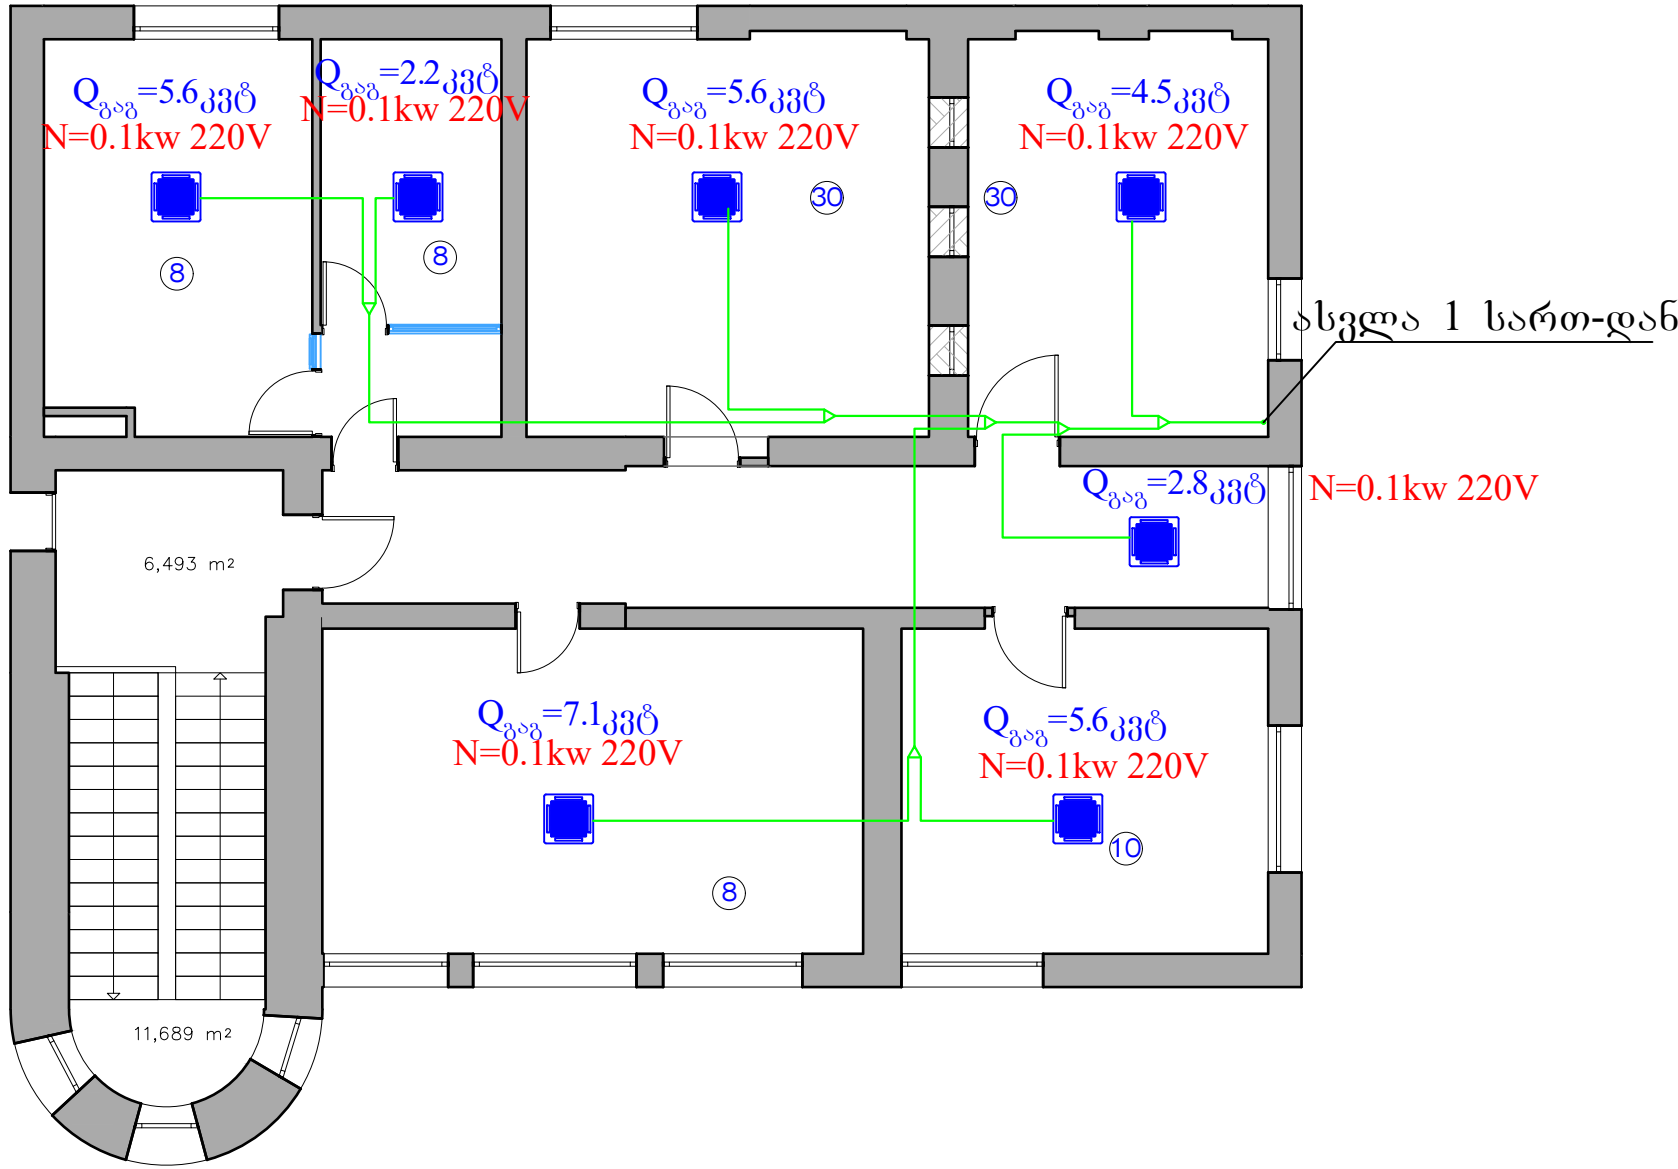 Qგაგ=5.6კვტ
N=0.1kw 220V
Qგაგ=2.2კვტ
N=0.1kw 220V
Qგაგ=5.6კვტ
N=0.1kw 220V
Qგაგ=4.5კვტ
N=0.1kw 220V
30
30
8
8
ასვლა 1 სართ-დან
Qგაგ=2.8კვტ
N=0.1kw 220V
6,493 m²
Qგაგ=7.1კვტ
N=0.1kw 220V
Qგაგ=5.6კვტ
N=0.1kw 220V
10
8
11,689 m²